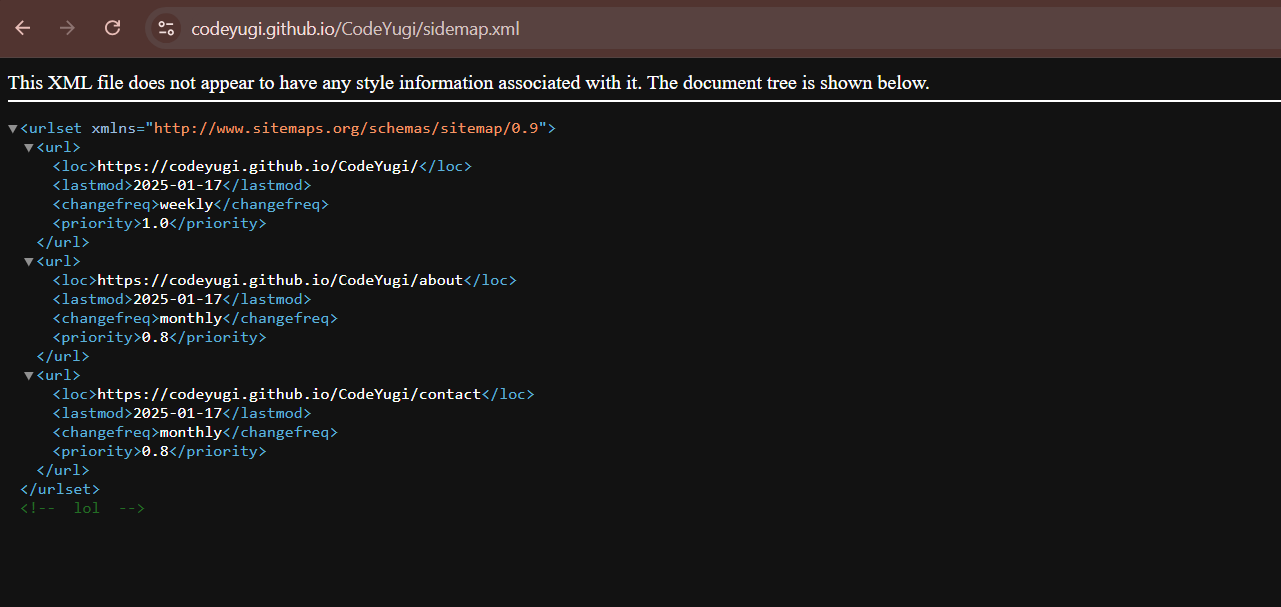 codeyugi.github.io/CodeYugi/sidemap.xml
This XML file does not appear to have any style information associated with it. The document tree is shown below.
▼<urlset xmlns="http://www.sitemaps.org/schemas/sitemap/0.9">
▼<url>
<loc>https://codeyugi.github.io/CodeYugi/</loc>
<lastmod>2025-01-17</lastmod>
<changefreq>weekly</changefreq>
<priority>1.0</priority>
</url>
▼<url>
<loc>https://codeyugi.github.io/CodeYugi/about</loc>
<lastmod>2025-01-17</lastmod>
<changefreq>monthly</changefreq>
<priority>0.8</priority>
</url>
▼<url>
<loc>https://codeyugi.github.io/CodeYugi/contact</loc>
<lastmod>2025-01-17</lastmod>
<changefreq>monthly</changefreq>
<priority>0.8</priority>
</url>
</urlset>
<!-- lol -->